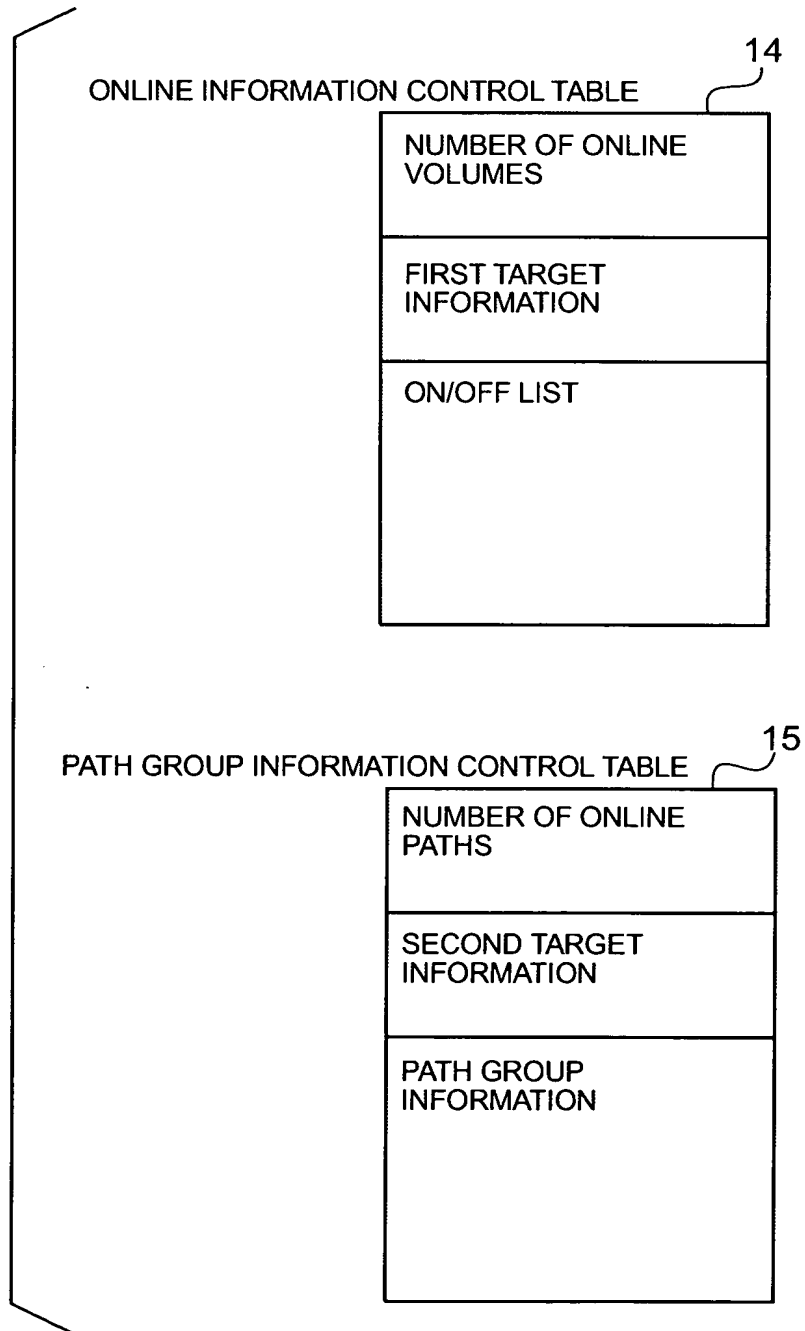 14
ONLINE INFORMATION CONTROL TABLE
NUMBER OF ONLINE
VOLUMES
FIRST TARGET
INFORMATION
ON/OFF LIST
15
PATH GROUP INFORMATION CONTROL TABLE
NUMBER OF ONLINE
PATHS
SECOND TARGET
INFORMATION
PATH GROUP
INFORMATION